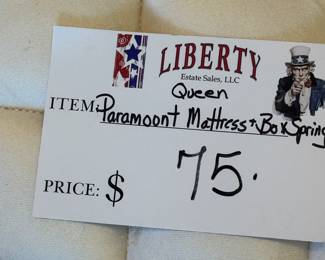 LIBERTY
Estate Sales, LLC
Queen
ITEM: Paramount Mattress + Box Spring
75.
PRICE: $